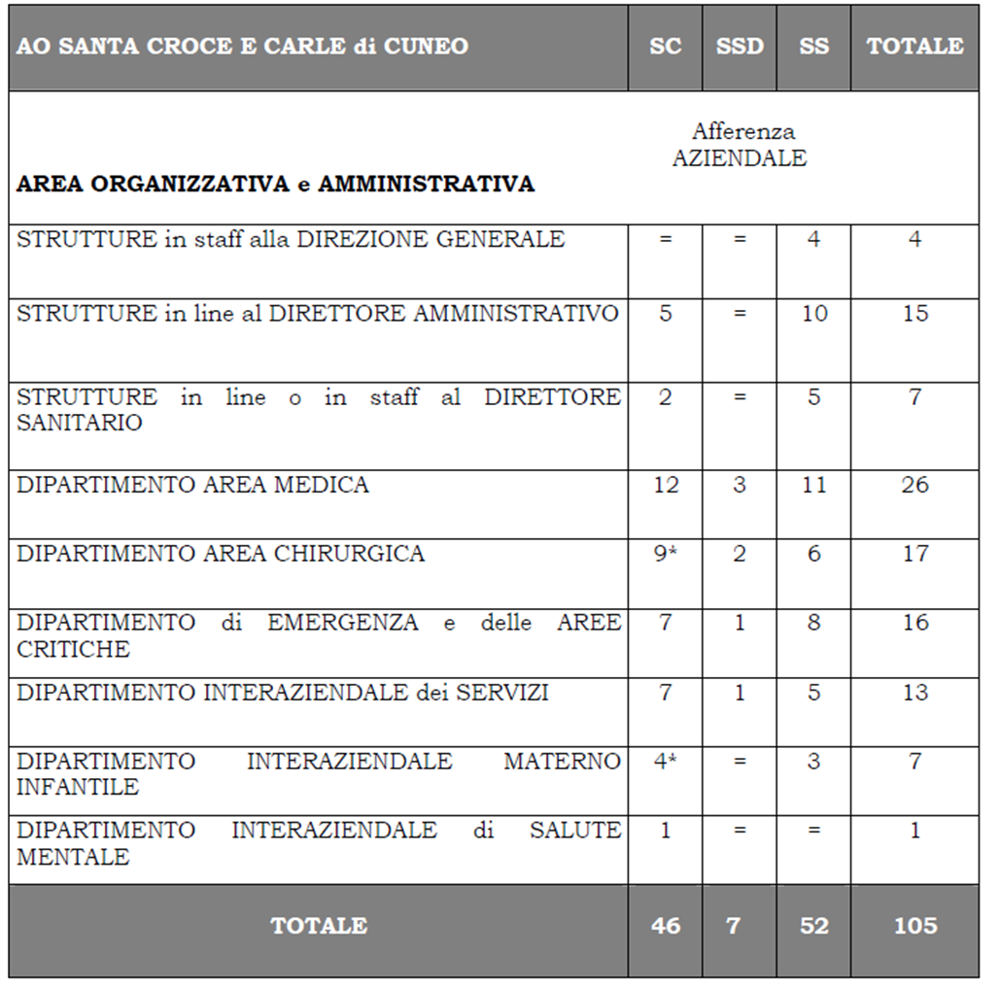 AO SANTA CROCE E CARLE di CUNEO SC SSD SS TOTALE
Afferenza
AZIENDALE
AREA ORGANIZZATIVA e AMMINISTRATIVA
STRUTTURE in staff alla DIREZIONE GENERALE = = 4 4
STRUTTURE in line al DIRETTORE AMMINISTRATIVO 5 = 10 15
STRUTTURE in line o in staff al DIRETTORE 2 = 5 7
SANITARIO
DIPARTIMENTO AREA MEDICA 12 3 11 26
DIPARTIMENTO AREA CHIRURGICA 9* 2 6 17
DIPARTIMENTO di EMERGENZA e delle AREE 7 1 8 16
CRITICHE
DIPARTIMENTO INTERAZIENDALE dei SERVIZI 7 1 5 13
DIPARTIMENTO INTERAZIENDALE MATERNO 4* = 3 7
INFANTILE
DIPARTIMENTO INTERAZIENDALE di SALUTE 1 = = 1
MENTALE
TOTALE 46 7 52 105